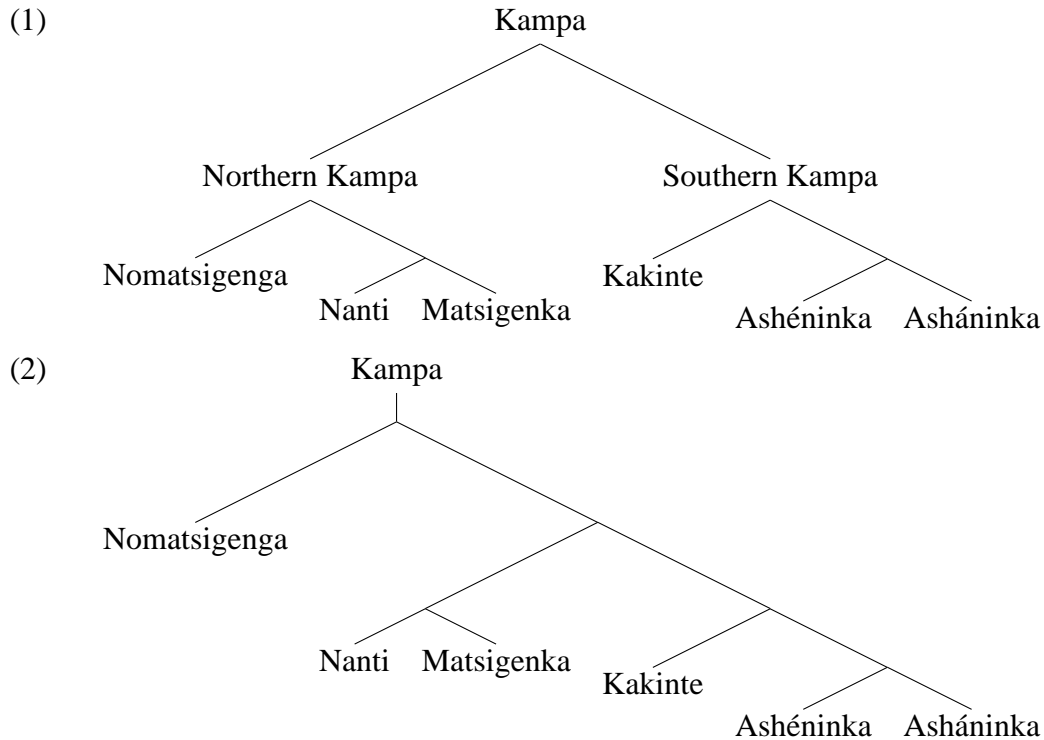 (1) Kampa
Northern Kampa Southern Kampa
Nomatsigenga Kakinte
Nanti Matsigenka Ashéninka Asháninka
(2) Kampa
Nomatsigenga
Nanti Matsigenka
Kakinte
Ashéninka Asháninka